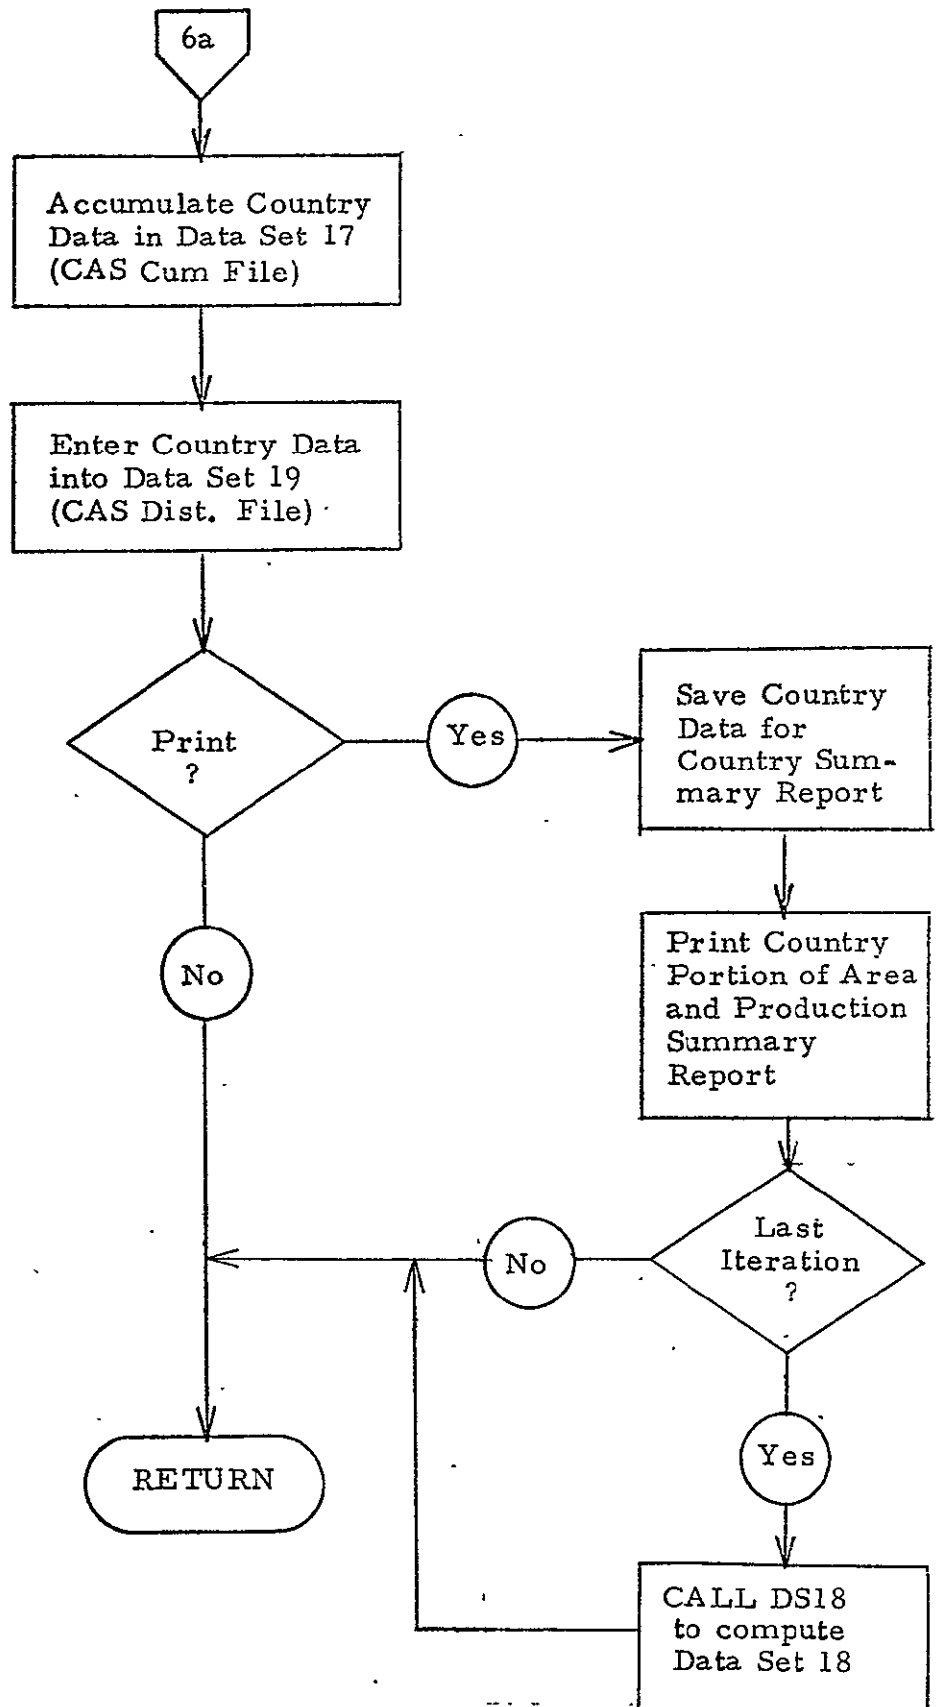 6a
Accumulate Country
Data in Data Set 17
(CAS Cum File)
Enter Country Data
into Data Set 19
(CAS Dist. File)
Print
?
Yes
Save Country
Data for
Country Sum-
mary Report
No
Print Country
Portion of Area
and Production
Summary
Report
Last
Iteration
?
No
Yes
RETURN
CALL DS18
to compute
Data Set 18